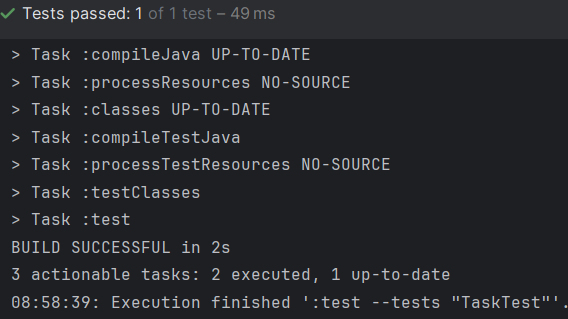 Tests passed: 1 of 1 test – 49 ms
> Task :compileJava UP-TO-DATE
> Task :processResources NO-SOURCE
> Task :classes UP-TO-DATE
> Task :compileTestJava
> Task :processTestResources NO-SOURCE
> Task :testClasses
> Task :test
BUILD SUCCESSFUL in 2s
3 actionable tasks: 2 executed, 1 up-to-date
08:58:39: Execution finished ':test --tests "TaskTest"'.